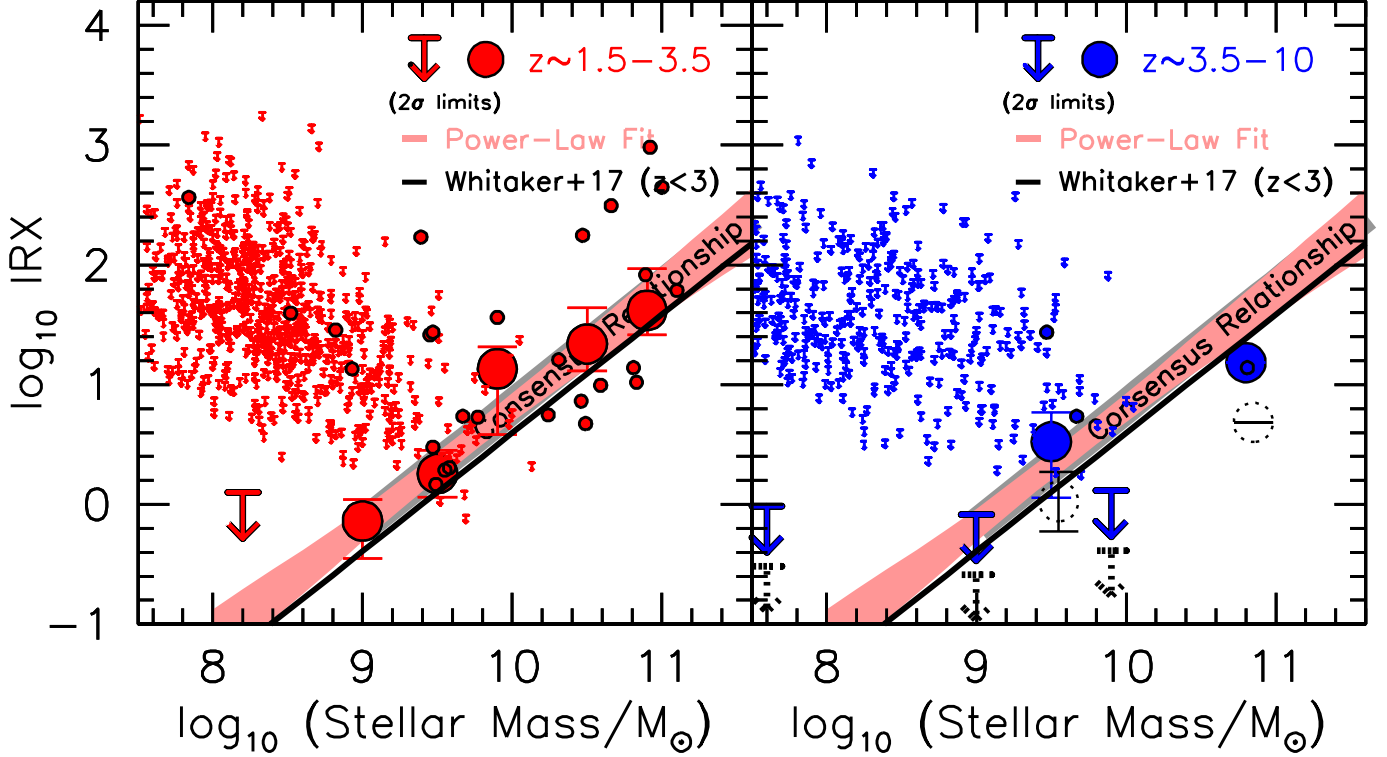 z~1.5−3.5
(2σ limits)
Power−Law Fit
Whitaker+17 (z<3)
Consensus Relationship
z~3.5−10
(2σ limits)
Power−Law Fit
Whitaker+17 (z<3)
Consensus Relationship
4
3
2
1
0
−1
log10 IRX
8 9 10 11
8 9 10 11
log10 (Stellar Mass/M⊙)
log10 (Stellar Mass/M⊙)